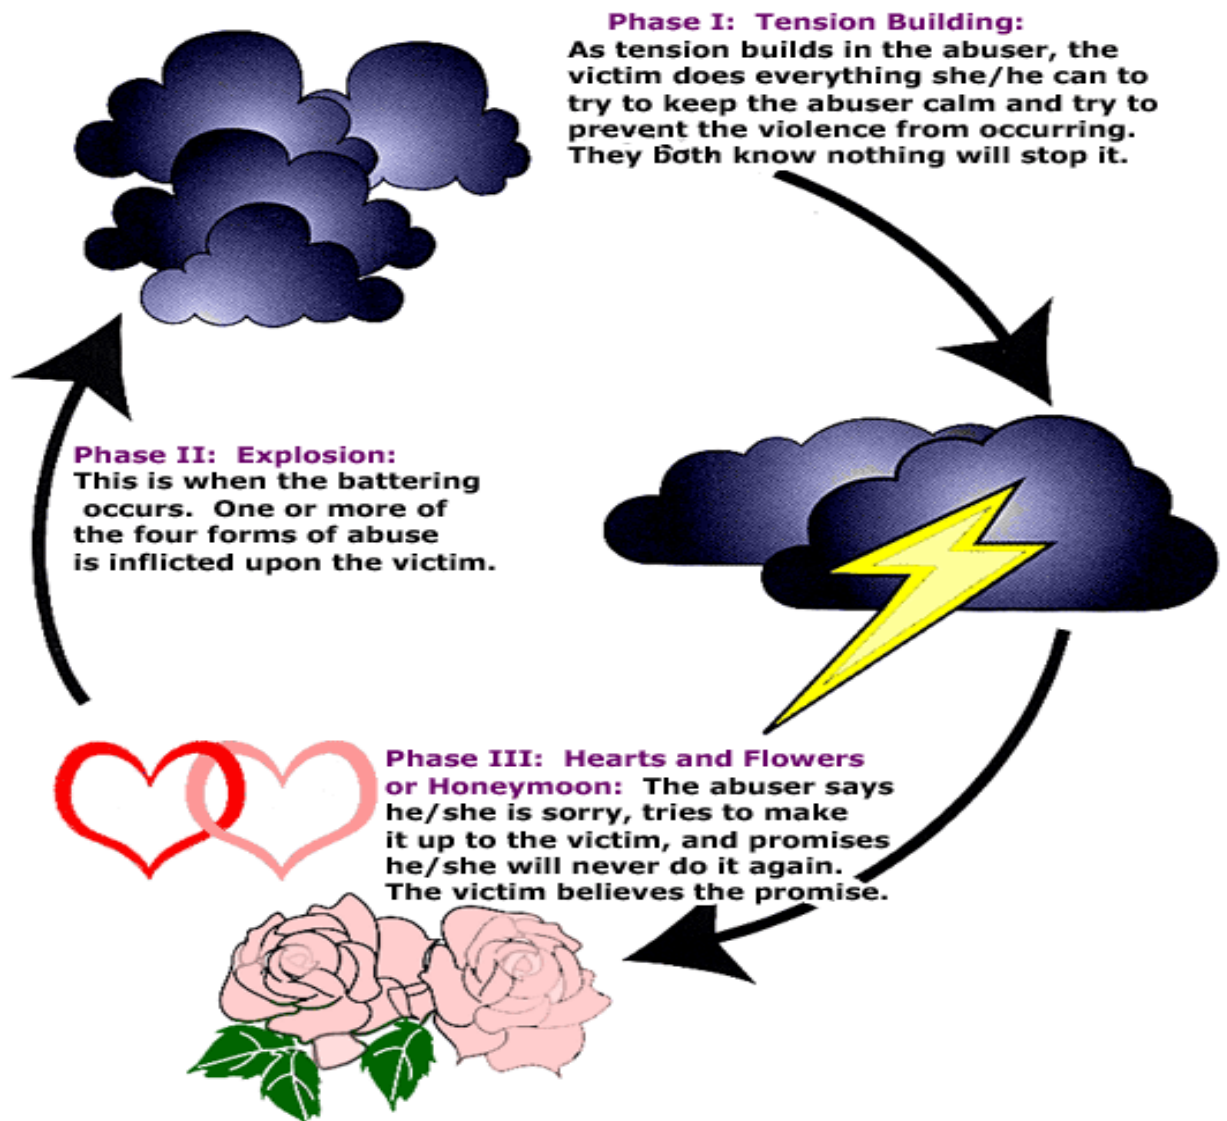 Phase I:  Tension Building:
As tension builds in the abuser, the
victim does everything she/he can to
try to keep the abuser calm and try to
prevent the violence from occurring.
They both know nothing will stop it.
Phase II:  Explosion:
This is when the battering
occurs.  One or more of
the four forms of abuse
is inflicted upon the victim.
Phase III:  Hearts and Flowers
or Honeymoon:  The abuser says
he/she is sorry, tries to make
it up to the victim, and promises
he/she will never do it again.
The victim believes the promise.